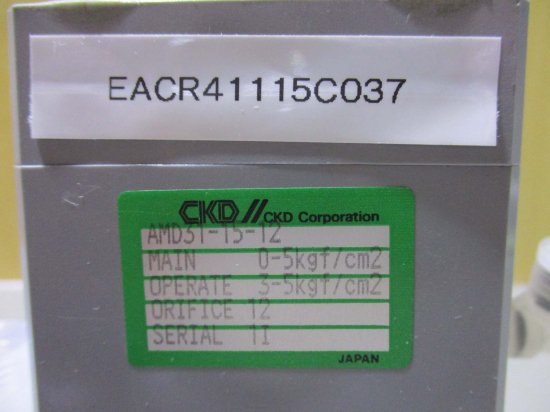 EACR41115C037
CKD // CKD Corporation
AMD31-15-12
MAIN 0-5kgf/cm2
OPERATE 3-5kgf/cm2
ORIFICE 12
SERIAL 1I
JAPAN